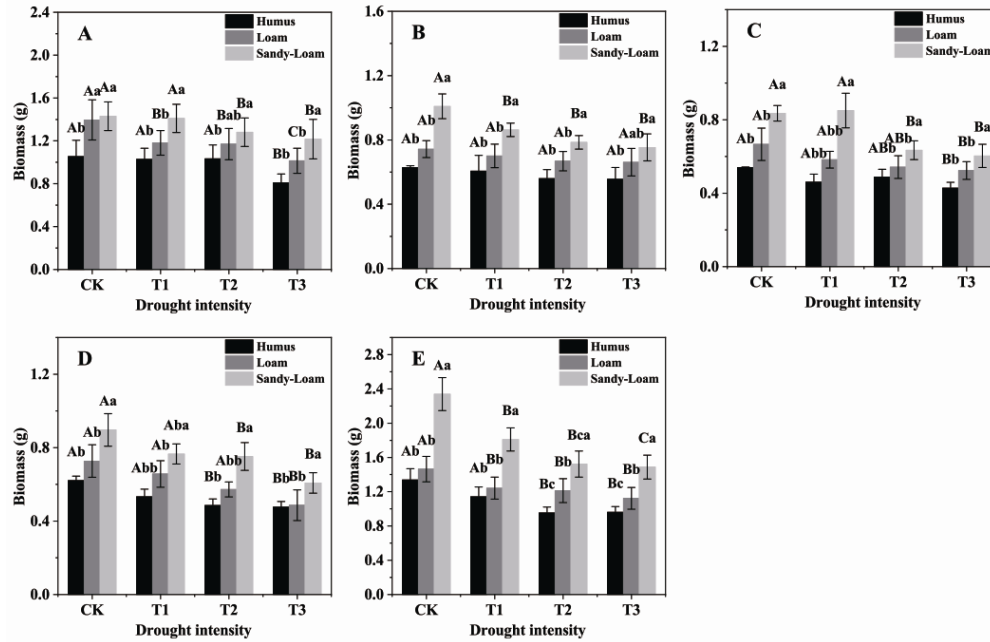 A
Humus
Loam
Sandy-Loam
2.4
2.0
1.6
1.2
0.8
0.4
0.0
Biomass (g)
Ab Aa Aa
Ab Bb Aa
Ab Bab Ba
Bb Cb Ba
CK T1 T2 T3
Drought intensity
B
Humus
Loam
Sandy-Loam
1.6
1.2
0.8
0.4
0.0
Biomass (g)
Ab Ab Aa
Ab Ab Ba
Ab Ab Ba
Ab Aab Ba
CK T1 T2 T3
Drought intensity
C
Humus
Loam
Sandy-Loam
1.2
0.8
0.4
0.0
Biomass (g)
Ab Ab Aa
Abb Abb Aa
ABb ABb Ba
Bb Bb Ba
CK T1 T2 T3
Drought intensity
D
Humus
Loam
Sandy-Loam
1.2
0.8
0.4
0.0
Biomass (g)
Ab Ab Aa
Abb Ab Aba
Bb Abb Ba
Bb Bb Ba
CK T1 T2 T3
Drought intensity
E
Humus
Loam
Sandy-Loam
2.8
2.4
2.0
1.6
1.2
0.8
0.4
0.0
Biomass (g)
Ab Ab Aa
Ab Bb Ba
Bc Bb Bca
Bc Bb Ca
CK T1 T2 T3
Drought intensity